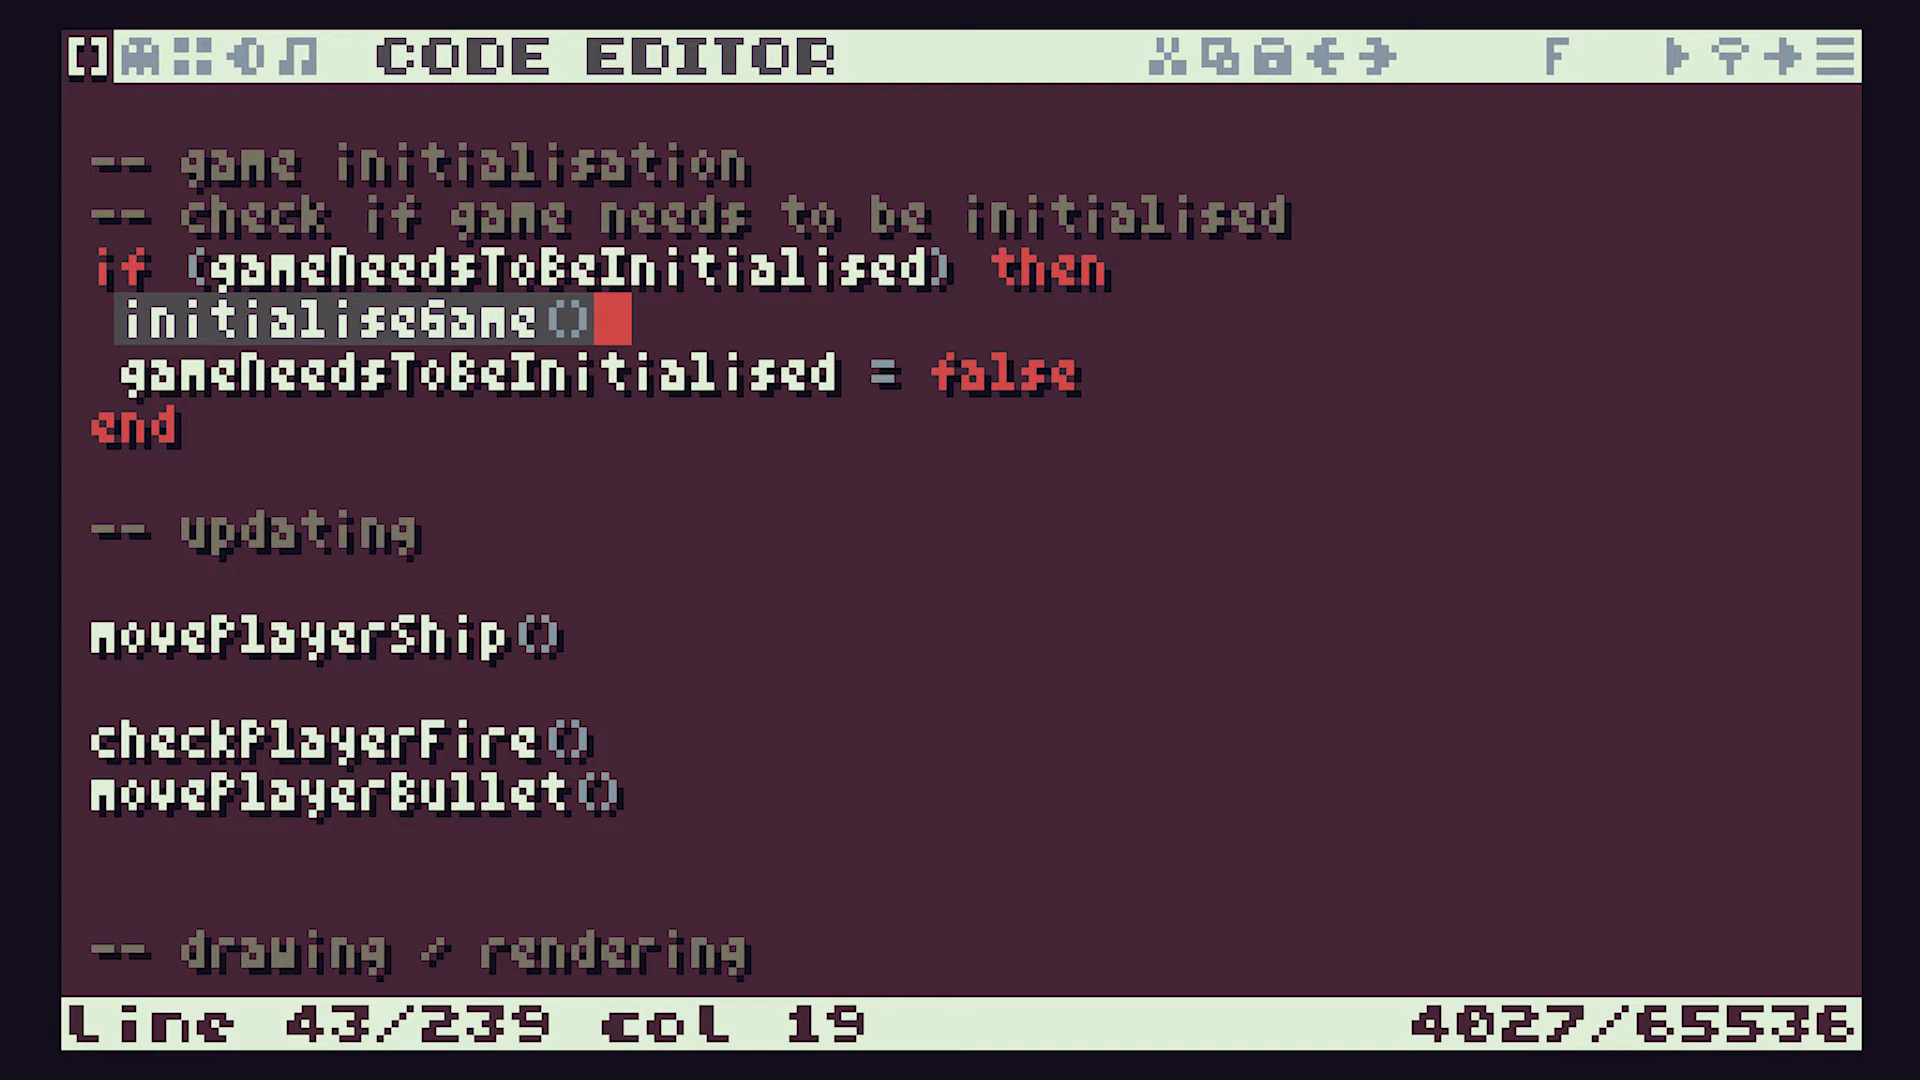 CODE EDITOR F
-- game initialisation
-- check if game needs to be initialised
if (gameNeedsToBeInitialised) then
initialiseGame()
gameNeedsToBeInitialised = false
end
-- updating
movePlayerShip()
checkPlayerFire()
movePlayerBullet()
-- drawing / rendering
line 43/239 col 19 4027/65536